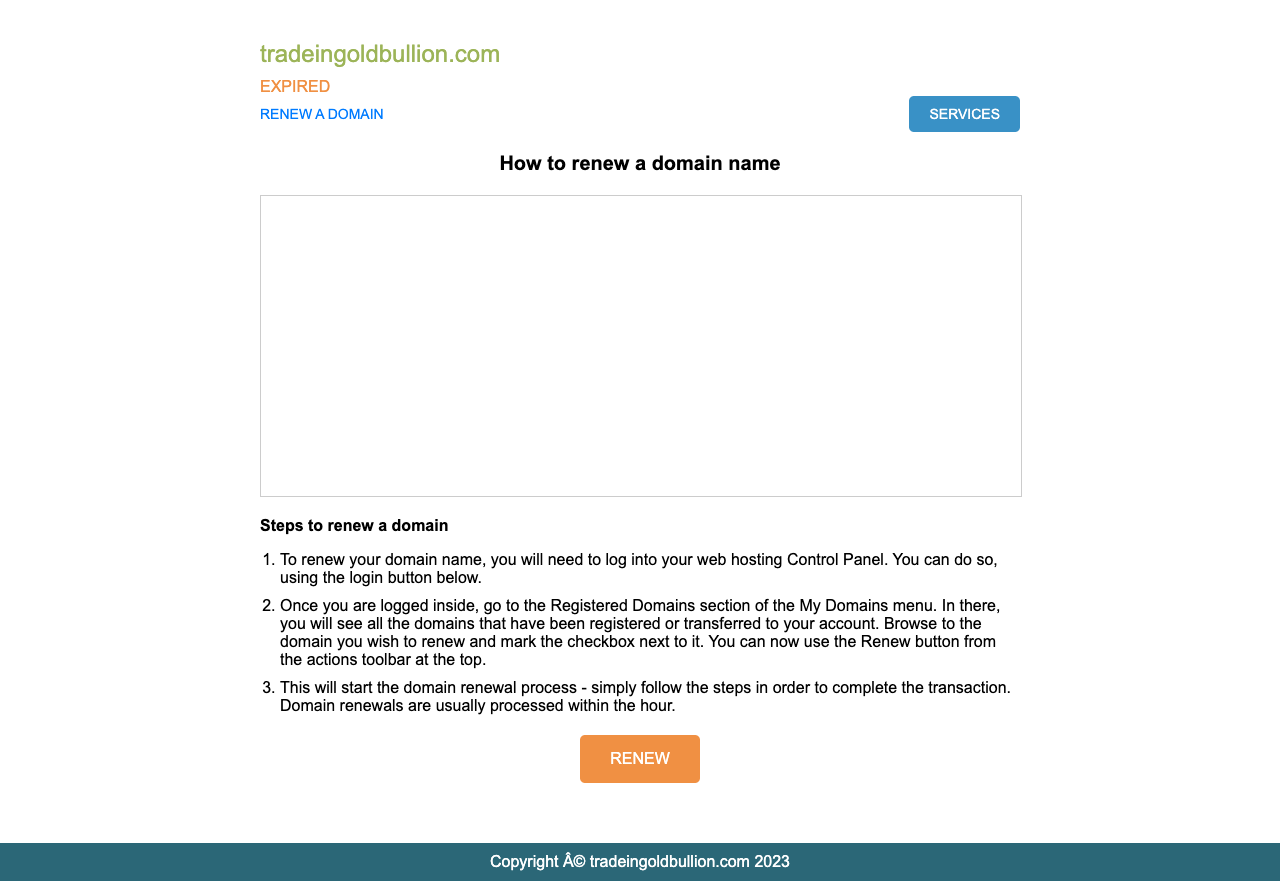 tradeingoldbullion.com
EXPIRED
RENEW A DOMAIN
SERVICES
How to renew a domain name
Steps to renew a domain
1. To renew your domain name, you will need to log into your web hosting Control Panel. You can do so,
using the login button below.
2. Once you are logged inside, go to the Registered Domains section of the My Domains menu. In there,
you will see all the domains that have been registered or transferred to your account. Browse to the
domain you wish to renew and mark the checkbox next to it. You can now use the Renew button from
the actions toolbar at the top.
3. This will start the domain renewal process - simply follow the steps in order to complete the transaction.
Domain renewals are usually processed within the hour.
RENEW
Copyright Â© tradeingoldbullion.com 2023